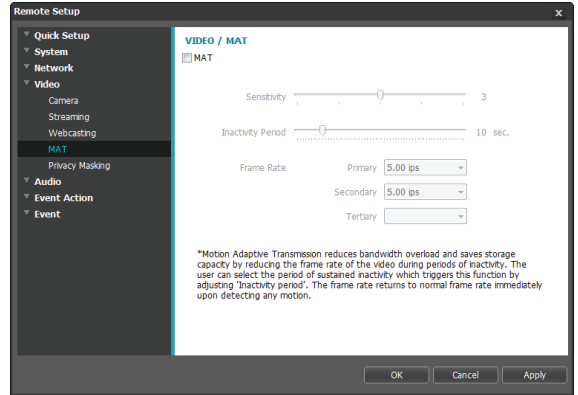 Remote Setup
x
Quick Setup
System
Network
Video
Camera
Streaming
Webcasting
MAT
Privacy Masking
Audio
Event Action
Event
VIDEO / MAT
MAT
Sensitivity 3
Inactivity Period 10 sec.
Frame Rate Primary 5.00 ips
Secondary 5.00 ips
Tertiary
*Motion Adaptive Transmission reduces bandwidth overload and saves storage
capacity by reducing the frame rate of the video during periods of inactivity. The
user can select the period of sustained inactivity which triggers this function by
adjusting 'Inactivity period'. The frame rate returns to normal frame rate immediately
upon detecting any motion.
OK Cancel Apply